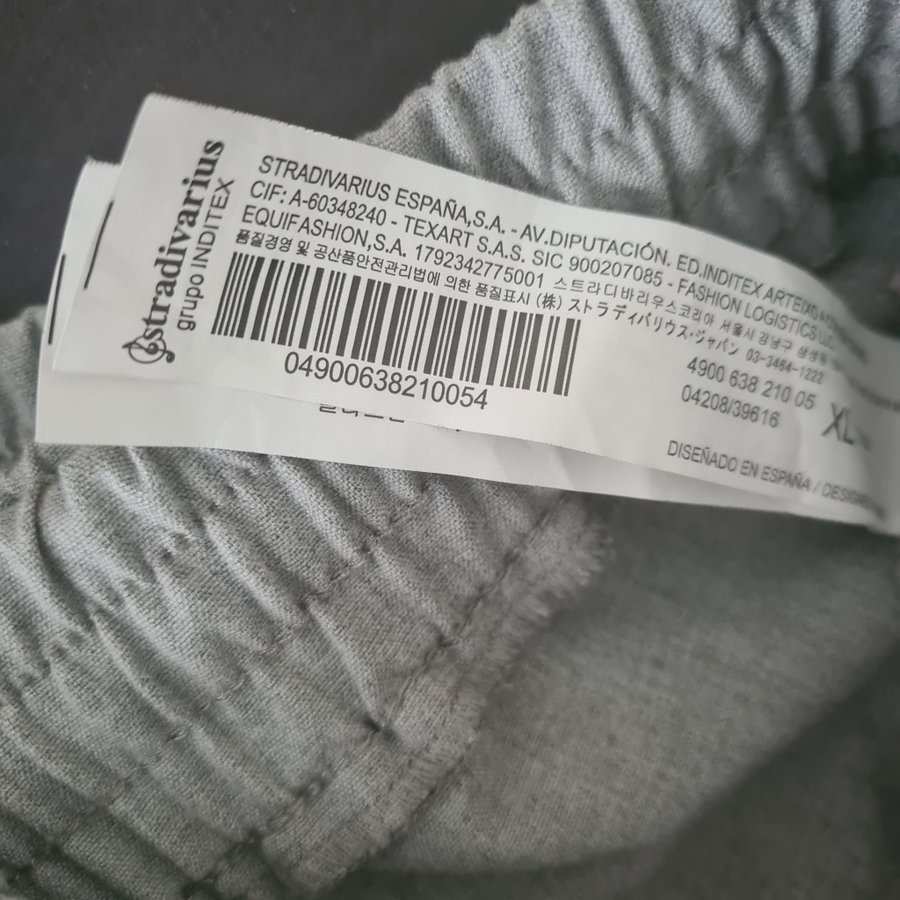 stradivarius
grupo INDITEX
STRADIVARIUS ESPAÑA,S.A. - AV.DIPUTACIÓN. ED.INDITEX ARTEIXO
CIF: A-60348240 - TEXART S.A.S. SIC 900207085 - FASHION LOGISTICS LLC
EQUIFASHION,S.A. 1792342775001 스트라디바리우스코리아 서울시 강남구
품질경영 및 공산품안전관리법에 의한 품질표시 (株) ストラディバリウス・ジャパン 03-3464-1222
04900638210054
4900 638 210 05
04208/39616
XL
DISEÑADO EN ESPAÑA /